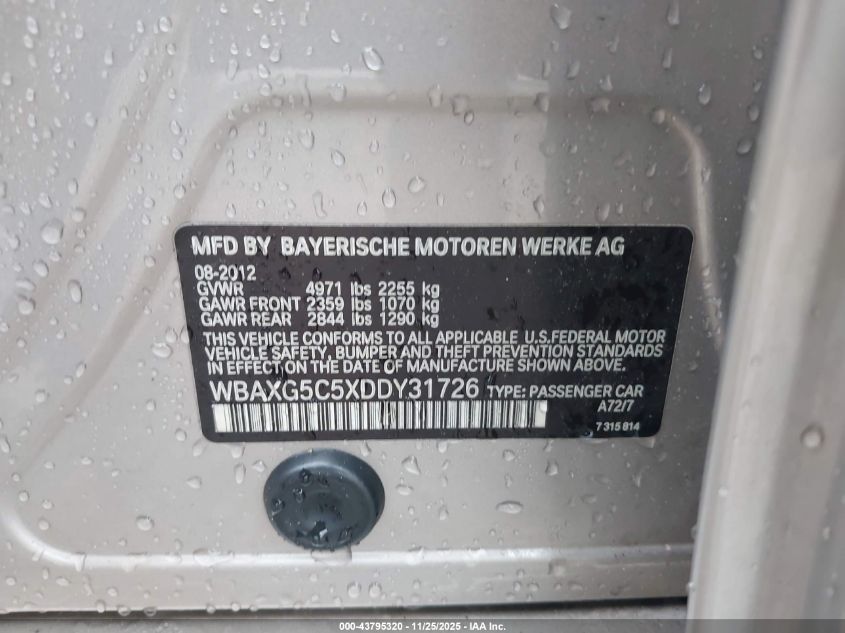 MFD BY BAYERISCHE MOTOREN WERKE AG
08-2012
GVWR 4971 lbs 2255 kg
GAWR FRONT 2359 lbs 1070 kg
GAWR REAR 2844 lbs 1290 kg
THIS VEHICLE CONFORMS TO ALL APPLICABLE U.S.FEDERAL MOTOR
VEHICLE SAFETY, BUMPER AND THEFT PREVENTION STANDARDS
IN EFFECT ON THE DATE OF MANUFACTURE SHOWN ABOVE.
WBAXG5C5XDDY31726 TYPE: PASSENGER CAR
A72/7
7 315 814
000-43795320 | 11/25/2025 | IAA Inc.